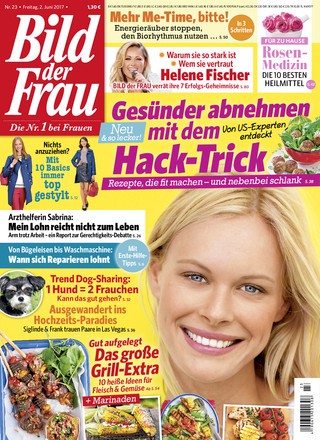 Nr. 23 • Freitag, 2. Juni 2017 •
1,30 €
Bild
der
Frau
Die Nr. 1 bei Frauen
Mehr Me-Time, bitte!
Energieräuber stoppen,
den Biorhythmus nutzen
In 3
Schritten
• Warum sie so stark ist
• Wem sie vertraut
Helene Fischer
BILD der FRAU verrät ihre 7 Erfolgs-Geheimnisse S. 80
FÜR ZU HAUSE
Rosen-
Medizin
DIE 10 BESTEN
HEILMITTEL
Gesünder abnehmen
Neu
& so lecker!
mit dem
Von US-Experten
entdeckt
Hack-Trick
Rezepte, die fit machen – und nebenbei schlank
Nichts
anzuziehen?
Mit
10 Basics
immer
top
gestylt
Arzthelferin Sabrina:
Mein Lohn reicht nicht zum Leben
Arm trotz Arbeit – ein Report zur Gerechtigkeits-Debatte
Von Bügeleisen bis Waschmaschine:
Wann sich Reparieren lohnt
Mit
Erste-Hilfe-
Tipps
Trend Dog-Sharing:
1 Hund = 2 Frauchen
Kann das gut gehen?
Ausgewandert ins
Hochzeits-Paradies
Siglinde & Frank trauen Paare in Las Vegas
Gut aufgelegt
Das große
Grill-Extra
10 heiße Ideen für
Fleisch & Gemüse
+ Marinaden